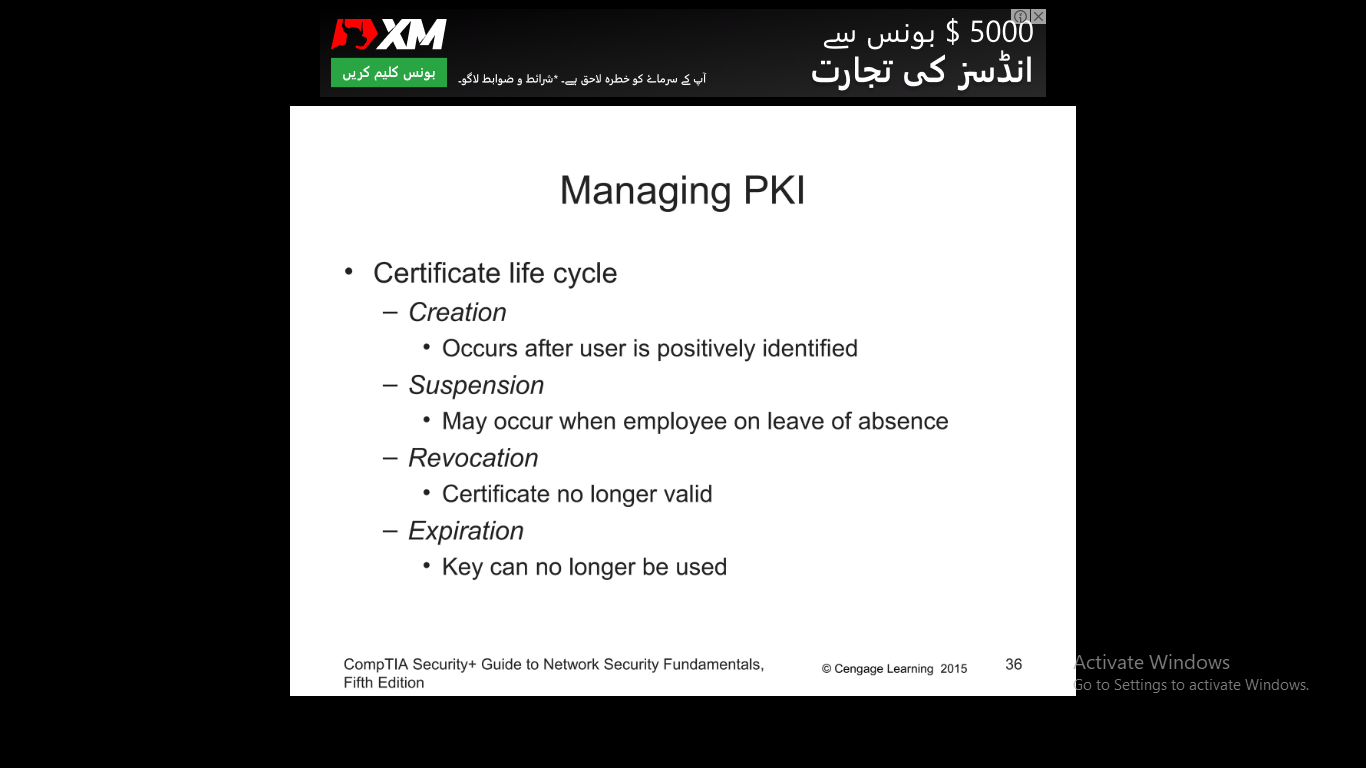 XM
بونس کلیم کریں
5000 $ بونس سے
انڈسز کی تجارت
آپ کے سرمائے کو خطرہ لاحق ہے۔ *شرائط و ضوابط لاگو۔
Managing PKI
• Certificate life cycle
– Creation
• Occurs after user is positively identified
– Suspension
• May occur when employee on leave of absence
– Revocation
• Certificate no longer valid
– Expiration
• Key can no longer be used
CompTIA Security+ Guide to Network Security Fundamentals,
Fifth Edition
© Cengage Learning 2015
36
Activate Windows
Go to Settings to activate Windows.